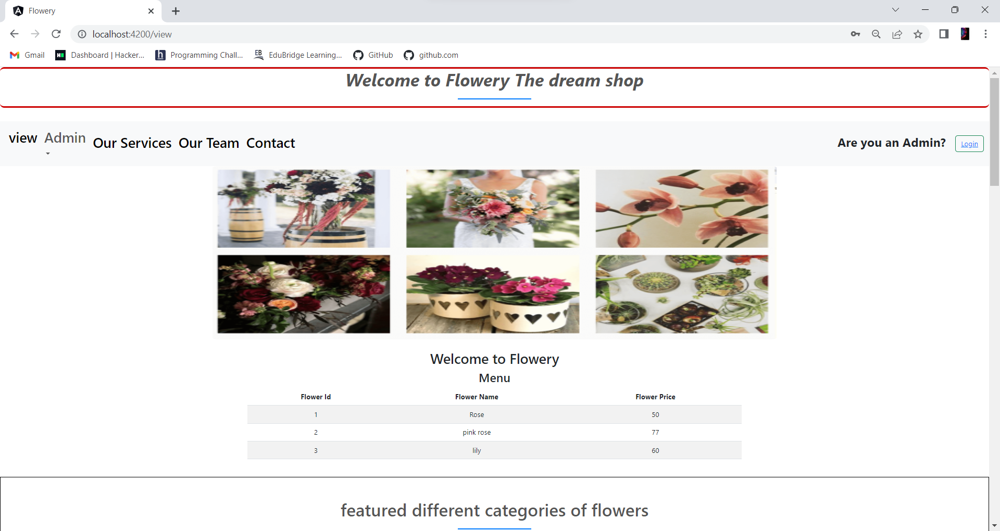 Flowery
localhost:4200/view
Gmail Dashboard | Hacker... Programming Chall... EduBridge Learning... GitHub github.com
Welcome to Flowery The dream shop
view Admin Our Services Our Team Contact Are you an Admin? Login
Welcome to Flowery
Menu
Flower Id Flower Name Flower Price
1 Rose 50
2 pink rose 77
3 lily 60
featured different categories of flowers